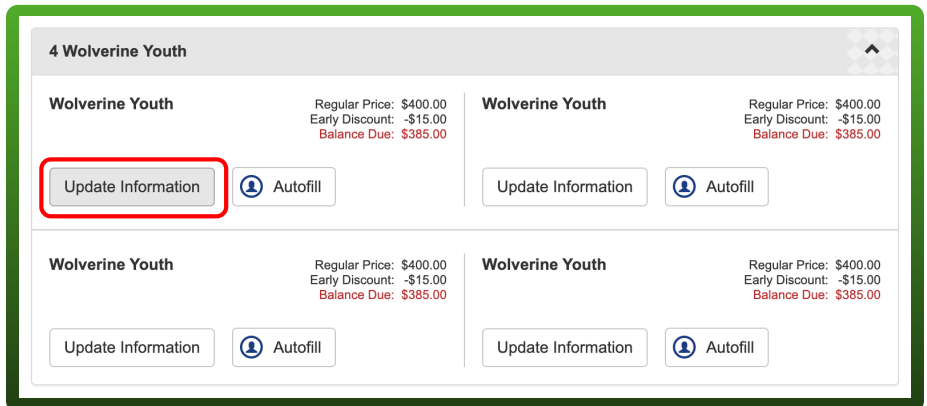 4 Wolverine Youth
Wolverine Youth
Regular Price: $400.00
Early Discount: -$15.00
Balance Due: $385.00
Update Information
Autofill
Wolverine Youth
Regular Price: $400.00
Early Discount: -$15.00
Balance Due: $385.00
Update Information
Autofill
Wolverine Youth
Regular Price: $400.00
Early Discount: -$15.00
Balance Due: $385.00
Update Information
Autofill
Wolverine Youth
Regular Price: $400.00
Early Discount: -$15.00
Balance Due: $385.00
Update Information
Autofill